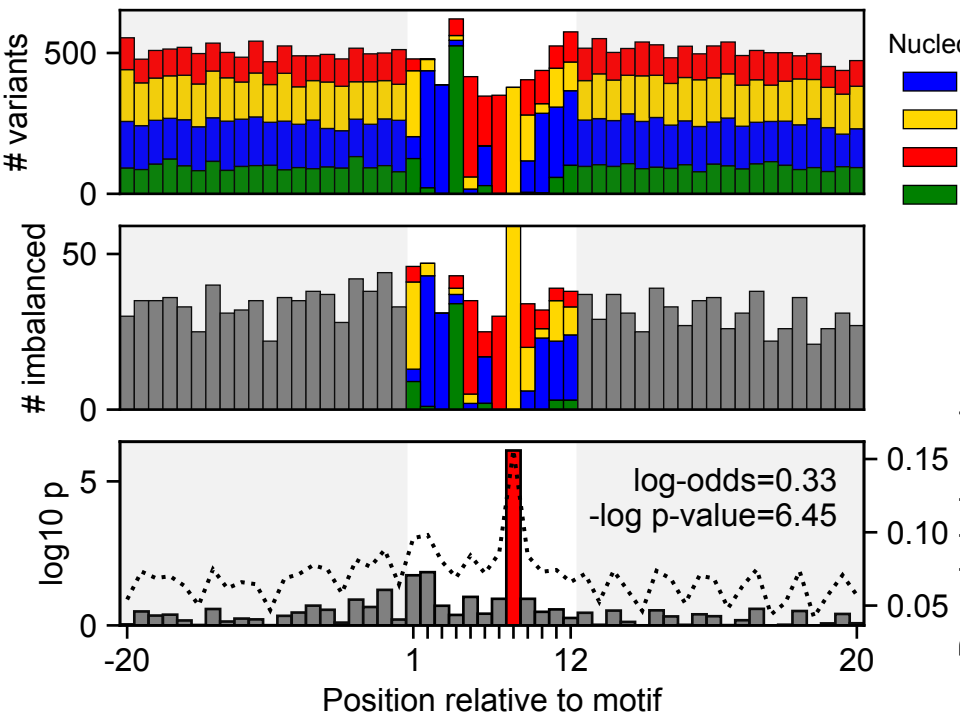 # variants
500
0
Nucleo
# imbalanced
50
0
log10 p
5
0
log-odds=0.33
-log p-value=6.45
0.15
0.10
0.05
-20
1
12
20
Position relative to motif